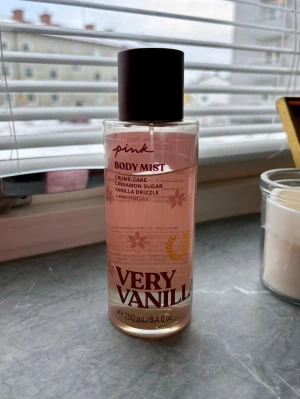 pink
BODY MIST
CRUMB CAKE
CINNAMON SUGAR
VANILLA DRIZZLE
VERY
VANILL
e 250 mL/8.4 fl oz